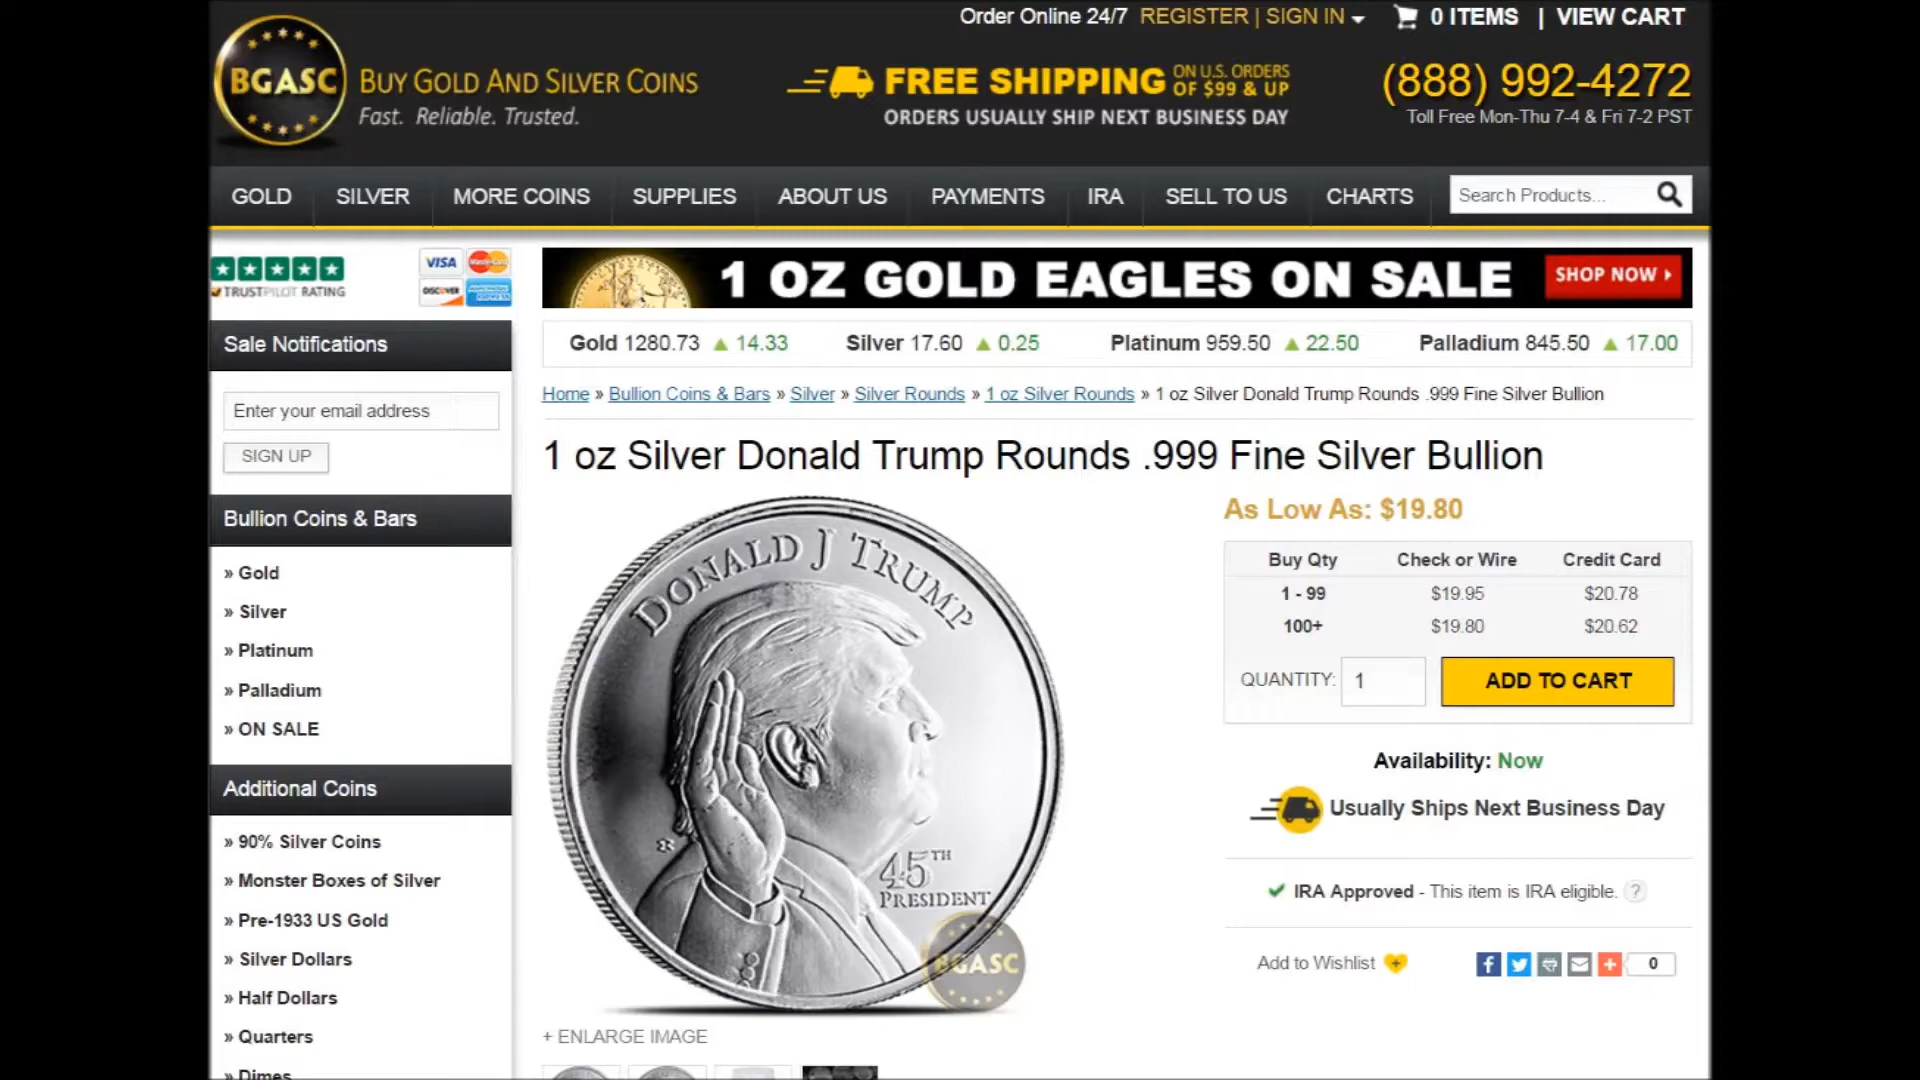 Order Online 24/7 REGISTER | SIGN IN 0 ITEMS | VIEW CART
BGASC
BUY GOLD AND SILVER COINS
Fast. Reliable. Trusted.
FREE SHIPPING ON U.S. ORDERS OF $99 & UP
ORDERS USUALLY SHIP NEXT BUSINESS DAY
(888) 992-4272
Toll Free Mon-Thu 7-4 & Fri 7-2 PST
GOLD SILVER MORE COINS SUPPLIES ABOUT US PAYMENTS IRA SELL TO US CHARTS Search Products...
TRUSTPILOT RATING
VISA MasterCard
DISCOVER
1 OZ GOLD EAGLES ON SALE SHOP NOW
Gold 1280.73 ▲ 14.33 Silver 17.60 ▲ 0.25 Platinum 959.50 ▲ 22.50 Palladium 845.50 ▲ 17.00
Home » Bullion Coins & Bars » Silver » Silver Rounds » 1 oz Silver Rounds » 1 oz Silver Donald Trump Rounds .999 Fine Silver Bullion
Sale Notifications
Enter your email address
SIGN UP
Bullion Coins & Bars
» Gold
» Silver
» Platinum
» Palladium
» ON SALE
Additional Coins
» 90% Silver Coins
» Monster Boxes of Silver
» Pre-1933 US Gold
» Silver Dollars
» Half Dollars
» Quarters
» Dimes
1 oz Silver Donald Trump Rounds .999 Fine Silver Bullion
DONALD J TRUMP
45TH
PRESIDENT
BGASC
+ ENLARGE IMAGE
As Low As: $19.80
Buy Qty Check or Wire Credit Card
1 - 99 $19.95 $20.78
100+ $19.80 $20.62
QUANTITY: 1 ADD TO CART
Availability: Now
Usually Ships Next Business Day
IRA Approved - This item is IRA eligible. ?
Add to Wishlist 0